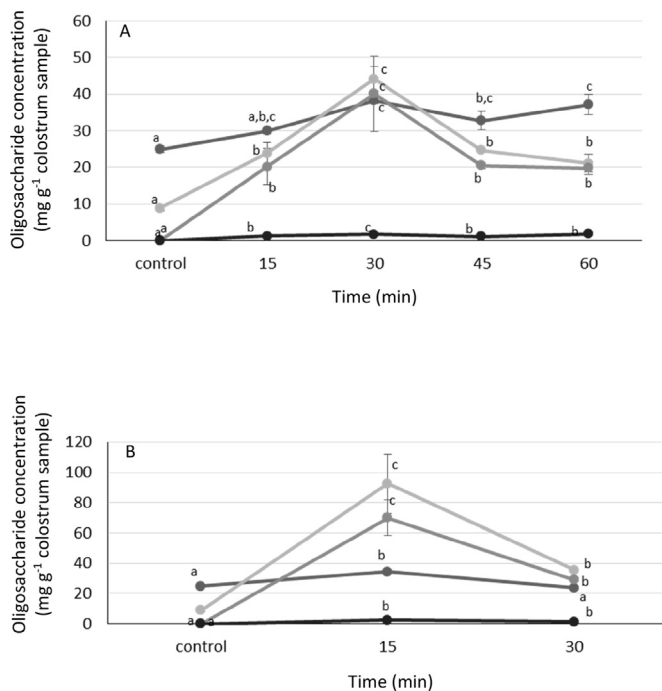 60
A
50
c
40
c
c
b,c
c
30
a,b,c
a
b
b
b
20
b
b
b
10
a
a
b
c
b
b
0
a
control
15
30
45
60
Time (min)
Oligosaccharide concentration
(mg g⁻¹ colostrum sample)
120
B
100
c
80
c
60
40
b
b
a
b
20
a
b
b
0
a
a
control
15
30
Time (min)
Oligosaccharide concentration
(mg g⁻¹ colostrum sample)